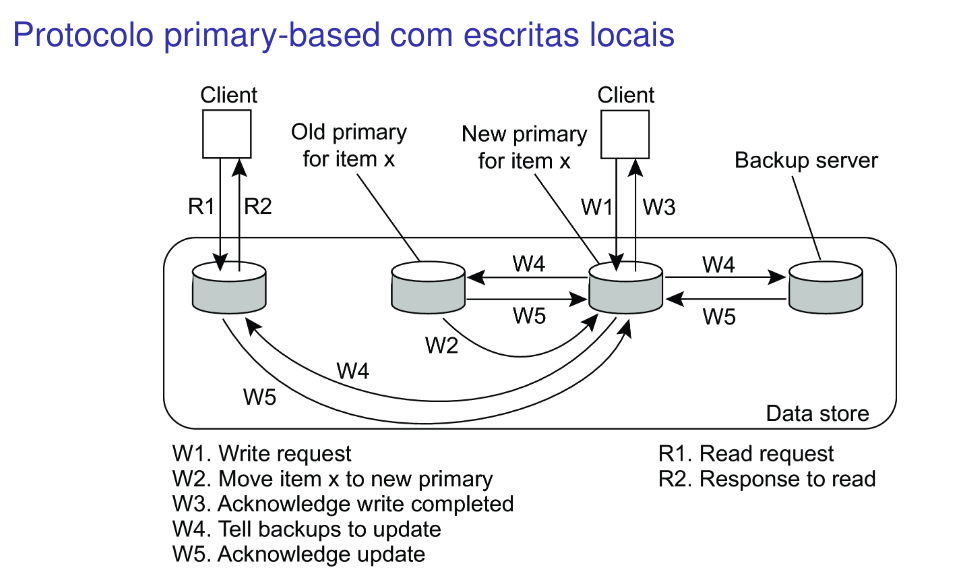 Protocolo primary-based com escritas locais
Client
Client
Old primary
for item x
New primary
for item x
Backup server
R1
R2
W1
W3
W4
W4
W5
W5
W2
W4
W5
Data store
W1. Write request
W2. Move item x to new primary
W3. Acknowledge write completed
W4. Tell backups to update
W5. Acknowledge update
R1. Read request
R2. Response to read